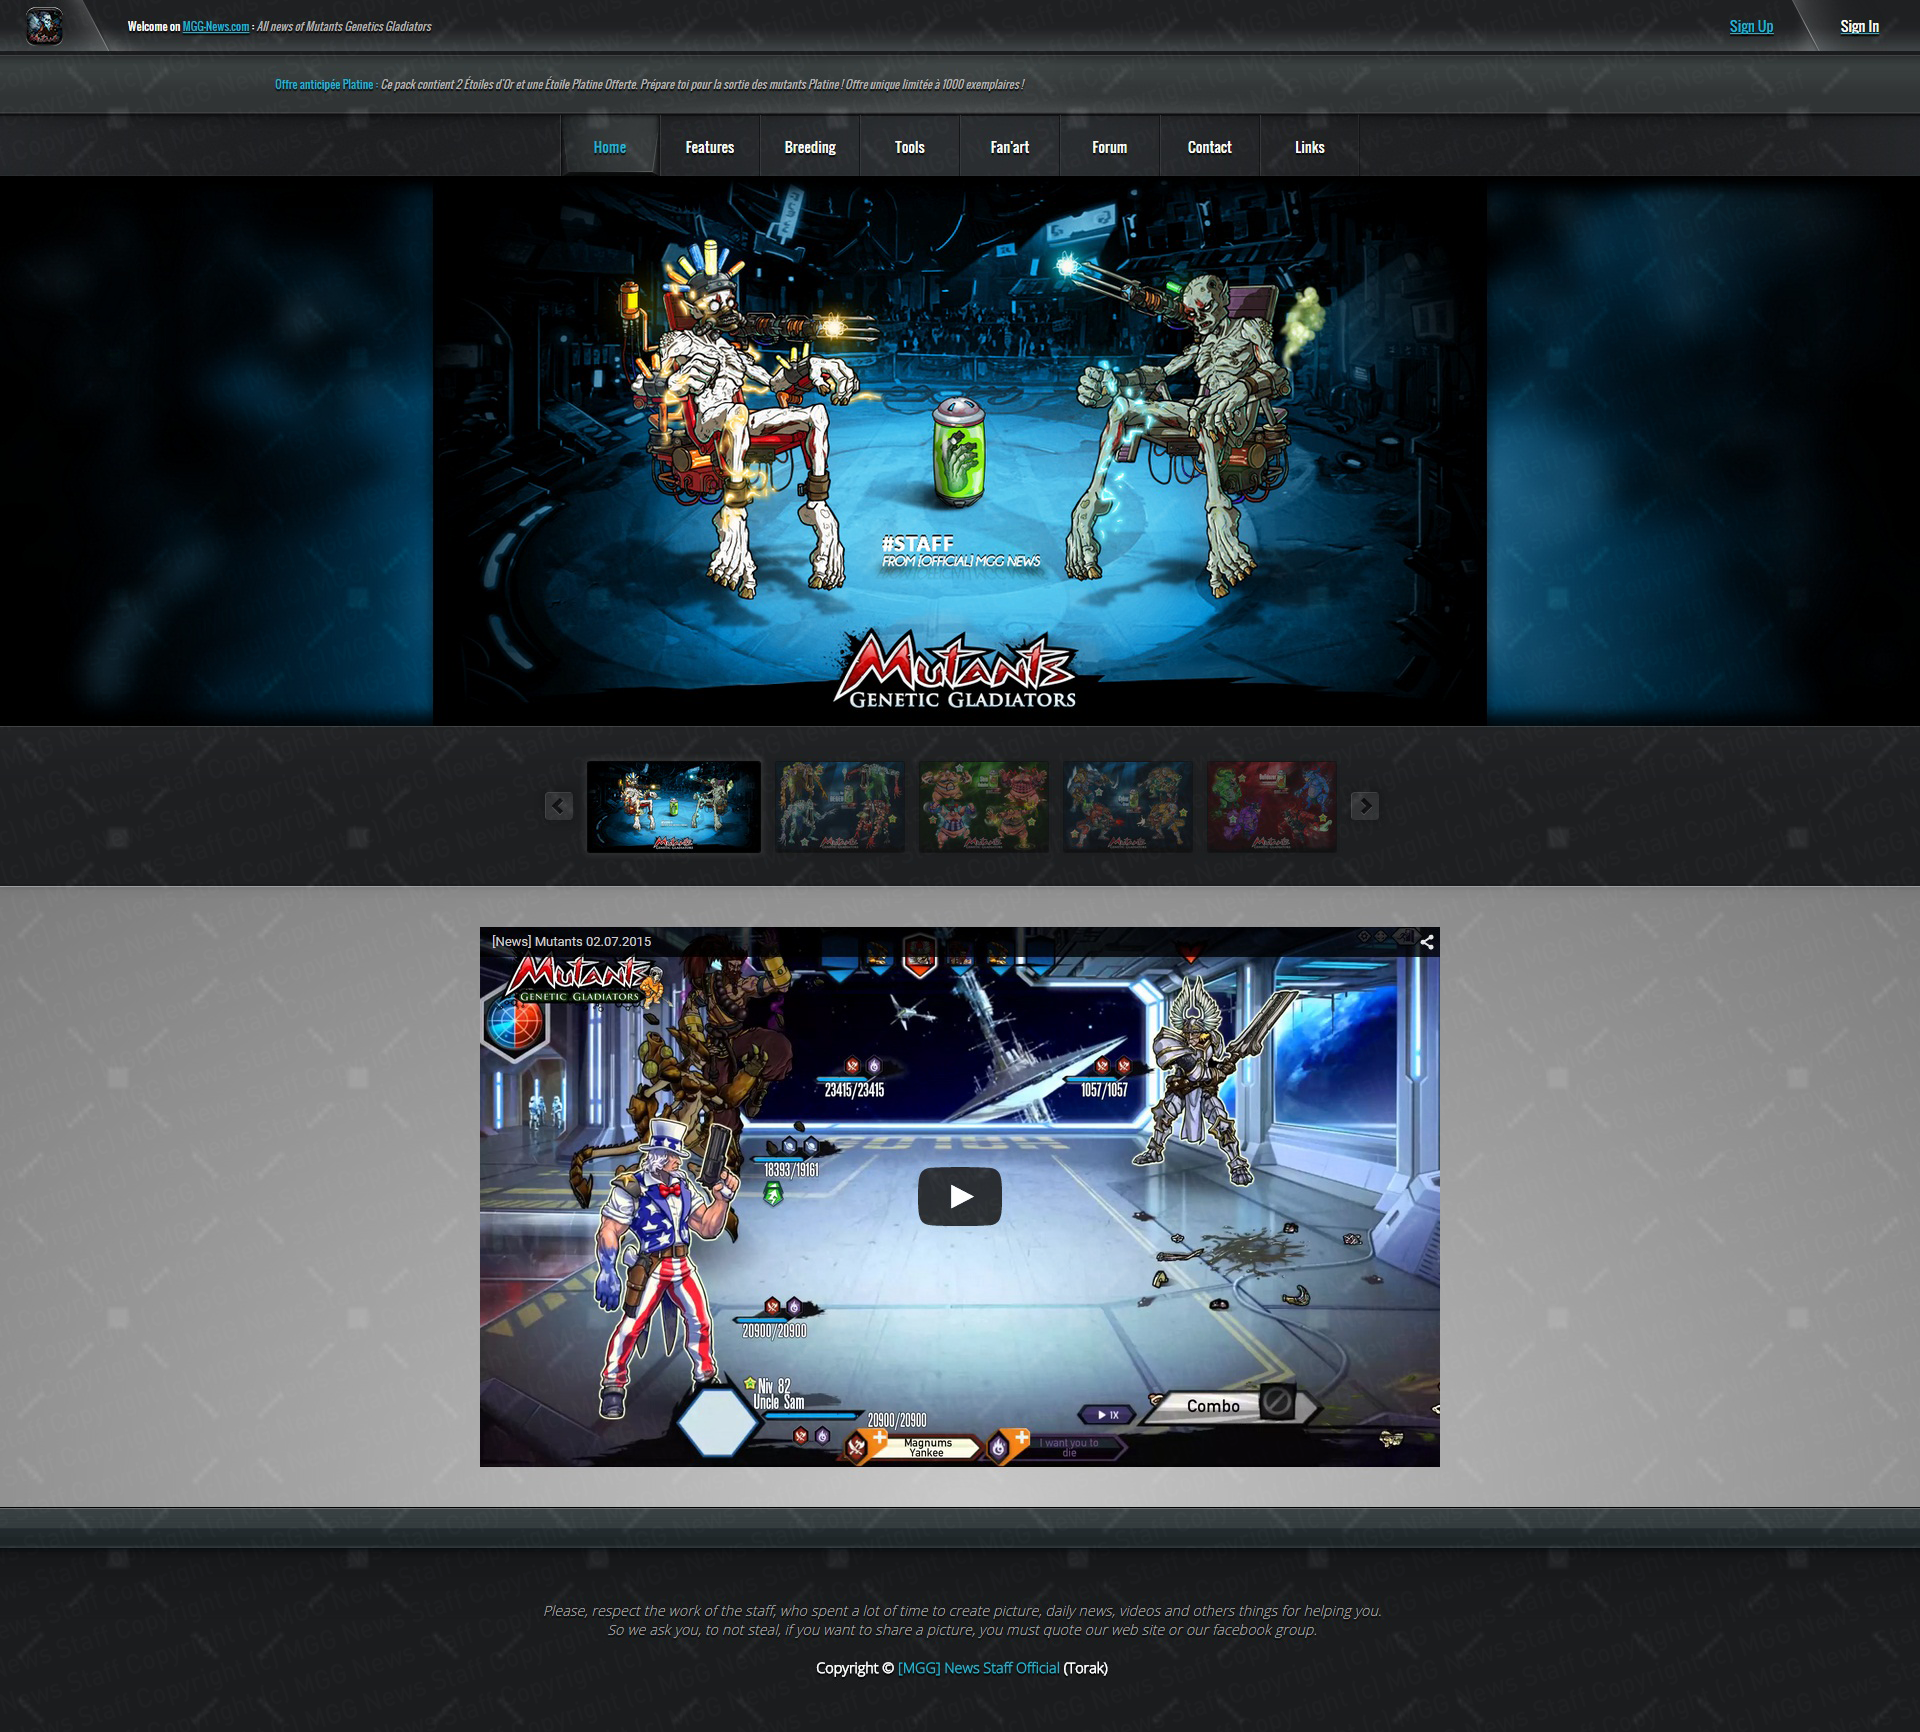 Welcome on MGG-News.com : All news of Mutants Genetics Gladiators
Sign Up
Sign In
Offre anticipée Platine : Ce pack contient 2 Étoiles d'Or et une Étoile Platine Offerte. Prépare toi pour la sortie des mutants Platine ! Offre unique limitée à 1000 exemplaires !
Home
Features
Breeding
Tools
Fan'art
Forum
Contact
Links
#STAFF
FROM [OFFICIAL] MGG NEWS
MUTANTS
GENETIC GLADIATORS
[News] Mutants 02.07.2015
MUTANTS
GENETIC GLADIATORS
23415/23415
1057/1057
18393/19161
20900/20900
Niv 82
Uncle Sam
20900/20900
1X
Combo
Magnums
Yankee
I want you to
die
Please, respect the work of the staff, who spent a lot of time to create picture, daily news, videos and others things for helping you.
So we ask you, to not steal, if you want to share a picture, you must quote our web site or our facebook group.
Copyright © [MGG] News Staff Official (Torak)